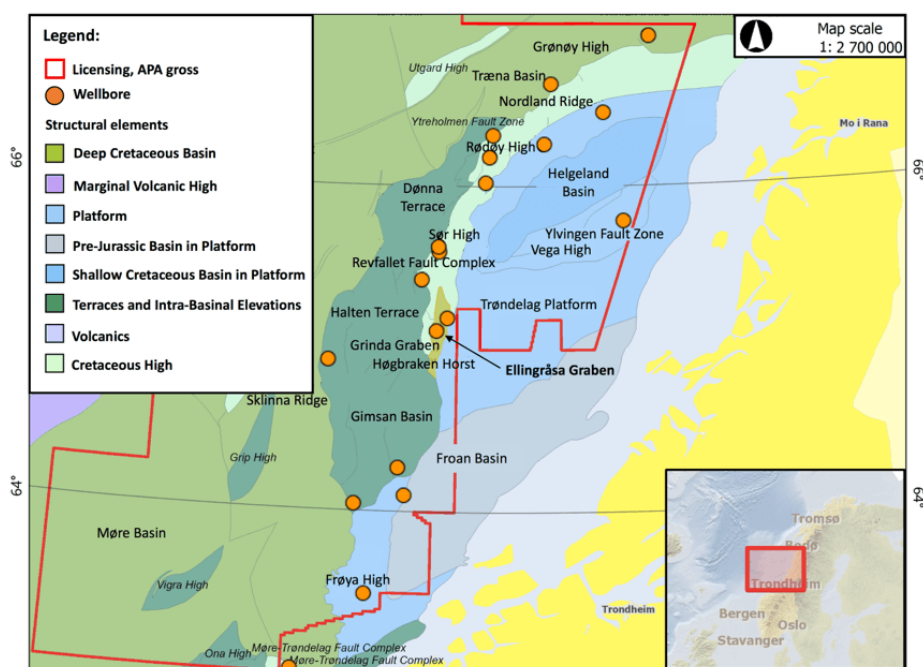 Legend:
Licensing, APA gross
Wellbore
Structural elements
Deep Cretaceous Basin
Marginal Volcanic High
Platform
Pre-Jurassic Basin in Platform
Shallow Cretaceous Basin in Platform
Terraces and Intra-Basinal Elevations
Volcanics
Cretaceous High
Map scale
1: 2 700 000
Grønøy High
Utgard High
Træna Basin
Nordland Ridge
Ytreholmen Fault Zone
Mo i Rana
Rødøy High
66°
66°
Helgeland
Basin
Dønna
Terrace
Sør High
Ylvingen Fault Zone
Vega High
Revfallet Fault Complex
Halten Terrace
Trøndelag Platform
Grinda Graben
Høgbraken Horst
Ellingråsa Graben
Sklinna Ridge
Gimsan Basin
Grip High
Froan Basin
64°
64°
Møre Basin
Vigra High
Frøya High
Trondheim
Ona High
Møre-Trøndelag Fault Complex
Møre-Trøndelag Fault Complex
Tromsø
Bodø
Trondheim
Bergen
Oslo
Stavanger